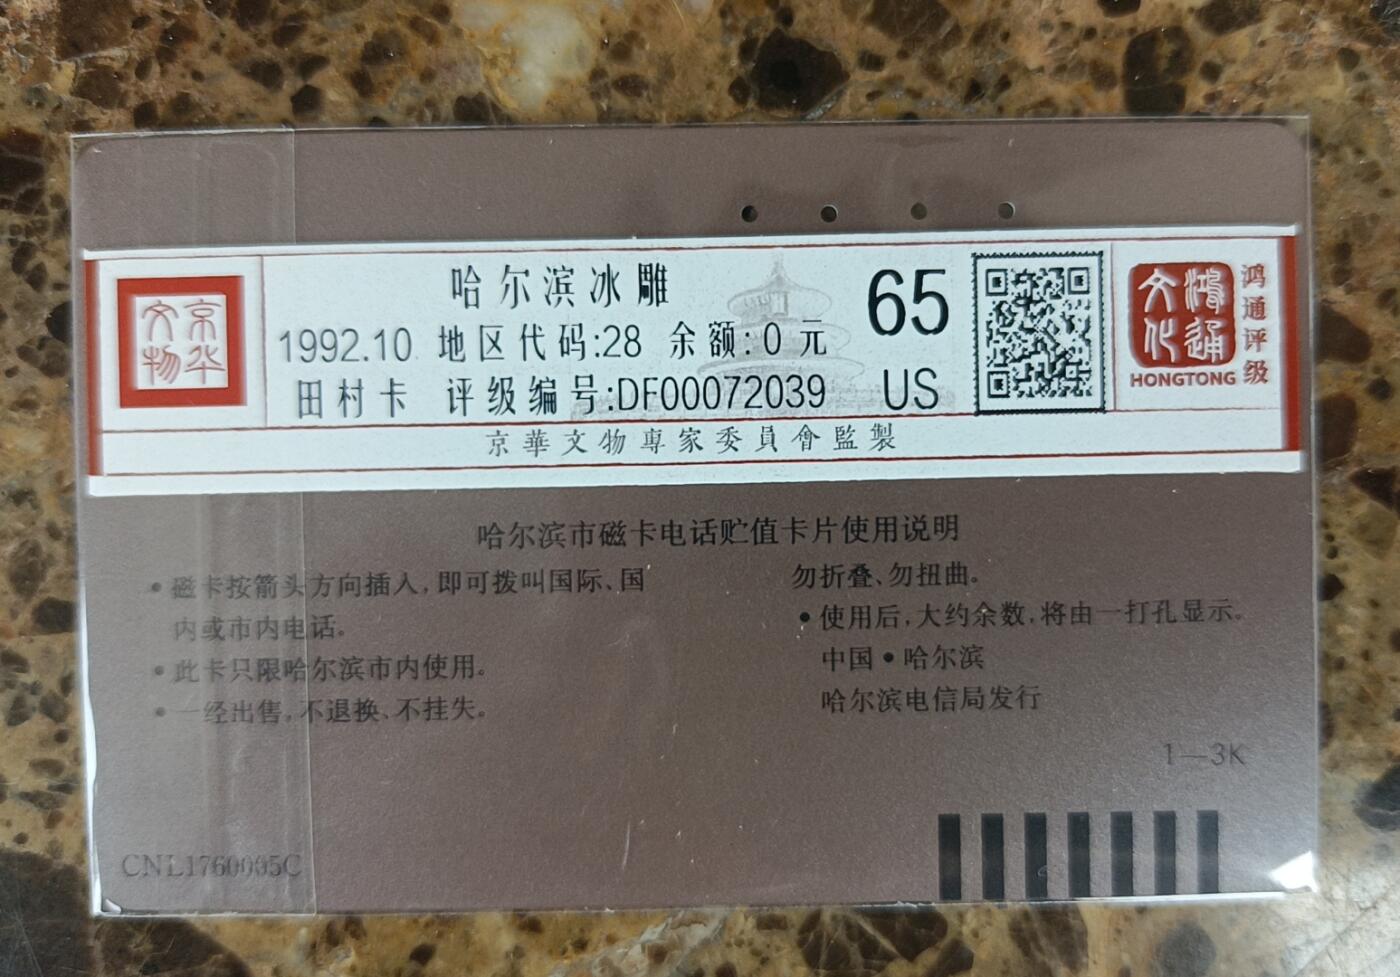 京华
文物
哈尔滨冰雕
1992.10 地区代码:28 余额:0元
田村卡 评级编号:DF00072039
65
US
鸿通
文化
HONGTONG
鸿通评级
京華文物專家委員會監製
哈尔滨市磁卡电话贮值卡片使用说明
•磁卡按箭头方向插入,即可拨叫国际、国
内或市内电话。
•此卡只限哈尔滨市内使用。
•一经出售,不退换、不挂失。
勿折叠、勿扭曲。
•使用后,大约余数,将由一打孔显示。
中国•哈尔滨
哈尔滨电信局发行
1—3K
CNL1760005C